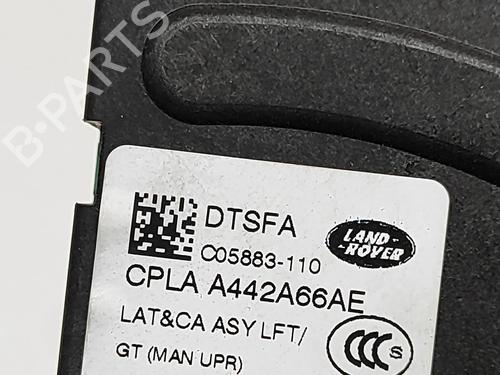 B-PARTS
DTSFA
C05883-110
LAND-
-ROVER
CPLA A442A66AE
LAT&CA ASY LFT/
GT (MAN UPR)
CCC S